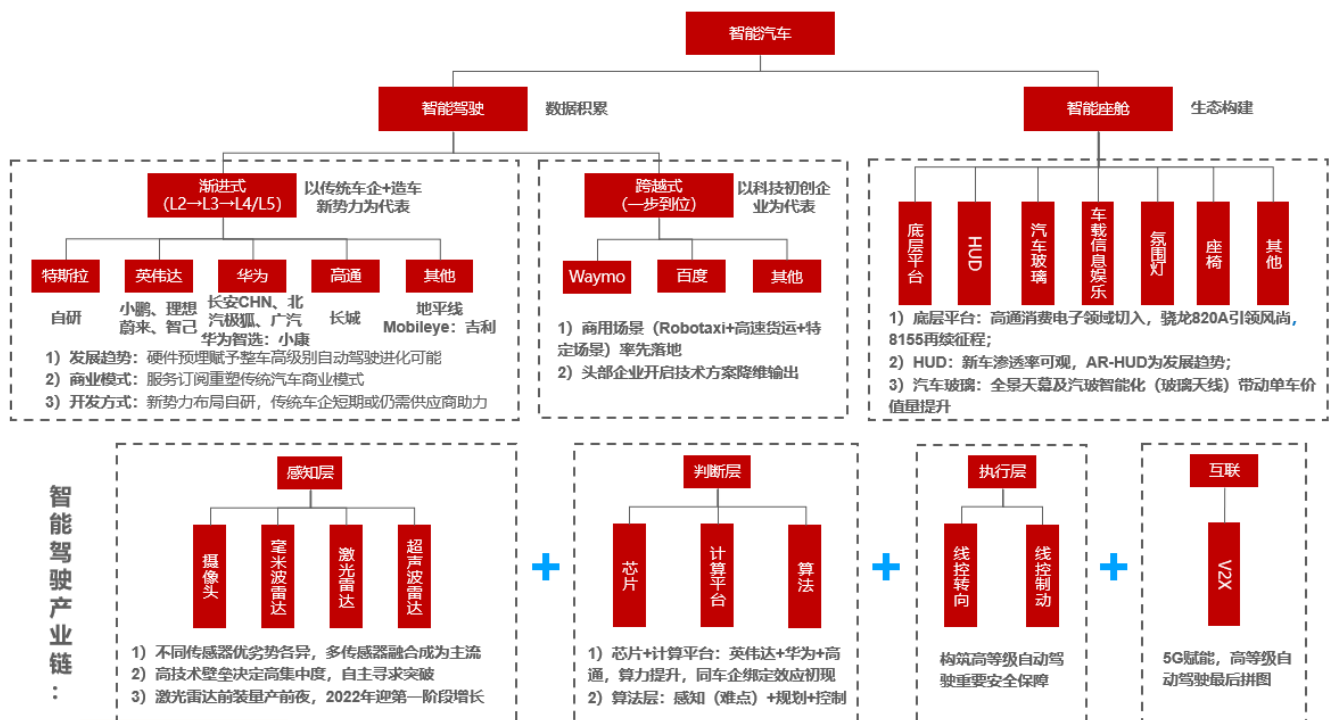 智能汽车
智能驾驶
数据积累
智能座舱
生态构建
渐进式
(L2→L3→L4/L5)
以传统车企+造车
新势力为代表
特斯拉
英伟达
华为
高通
其他
自研
小鹏、理想
蔚来、智己
长安CHN、北
汽极狐、广汽
华为智选：小康
长城
地平线
Mobileye：吉利
1）发展趋势：硬件预埋赋予整车高级别自动驾驶进化可能
2）商业模式：服务订阅重塑传统汽车商业模式
3）开发方式：新势力布局自研，传统车企短期或仍需供应商助力
跨越式
(一步到位)
以科技初创企
业为代表
Waymo
百度
其他
1）商用场景（Robotaxi+高速货运+特
定场景）率先落地
2）头部企业开启技术方案降维输出
底层平台
HUD
汽车玻璃
车载信息娱乐
氛围灯
座椅
其他
1）底层平台：高通消费电子领域切入，骁龙820A引领风尚，
8155再续征程；
2）HUD：新车渗透率可观，AR-HUD为发展趋势；
3）汽车玻璃：全景天幕及汽玻智能化（玻璃天线）带动单车价
值量提升
智能驾驶产业链：
感知层
摄像头
毫米波雷达
激光雷达
超声波雷达
1）不同传感器优劣势各异，多传感器融合成为主流
2）高技术壁垒决定高集中度，自主寻求突破
3）激光雷达前装量产前夜，2022年迎第一阶段增长
+
判断层
芯片
计算平台
算法
1）芯片+计算平台：英伟达+华为+高
通，算力提升，同车企绑定效应初现
2）算法层：感知（难点）+规划+控制
+
执行层
线控转向
线控制动
构筑高等级自动驾
驶重要安全保障
+
互联
V2X
5G赋能，高等级自
动驾驶最后拼图